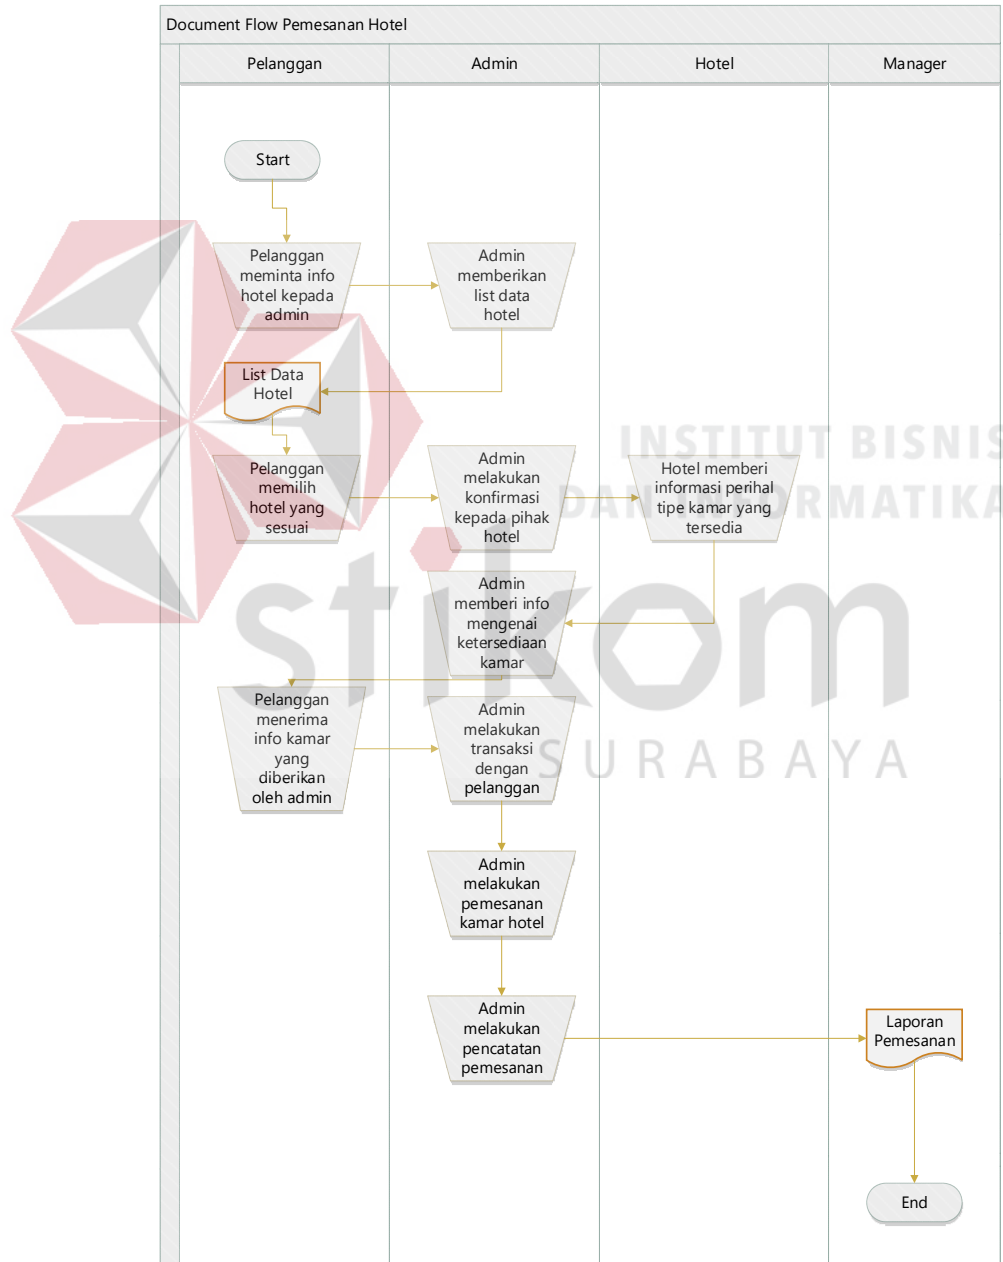 Document Flow Pemesanan Hotel
Pelanggan
Admin
Hotel
Manager
Start
Pelanggan
meminta info
hotel kepada
admin
Admin
memberikan
list data
hotel
List Data
Hotel
Pelanggan
memilih
hotel yang
sesuai
Admin
melakukan
konfirmasi
kepada pihak
hotel
Hotel memberi
informasi perihal
tipe kamar yang
tersedia
INSTITUT BISNIS
DAN INFORMATIKA
stikom
SURABAYA
Admin
memberi info
mengenai
ketersediaan
kamar
Pelanggan
menerima
info kamar
yang
diberikan
oleh admin
Admin
melakukan
transaksi
dengan
pelanggan
Admin
melakukan
pemesanan
kamar hotel
Admin
melakukan
pencatatan
pemesanan
Laporan
Pemesanan
End